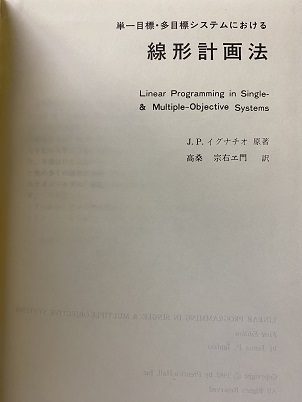 単一目標・多目標システムにおける
線形計画法
Linear Programming in Single-
& Multiple-Objective Systems
J.P.イグナチオ 原著
高桑 宗右エ門 訳